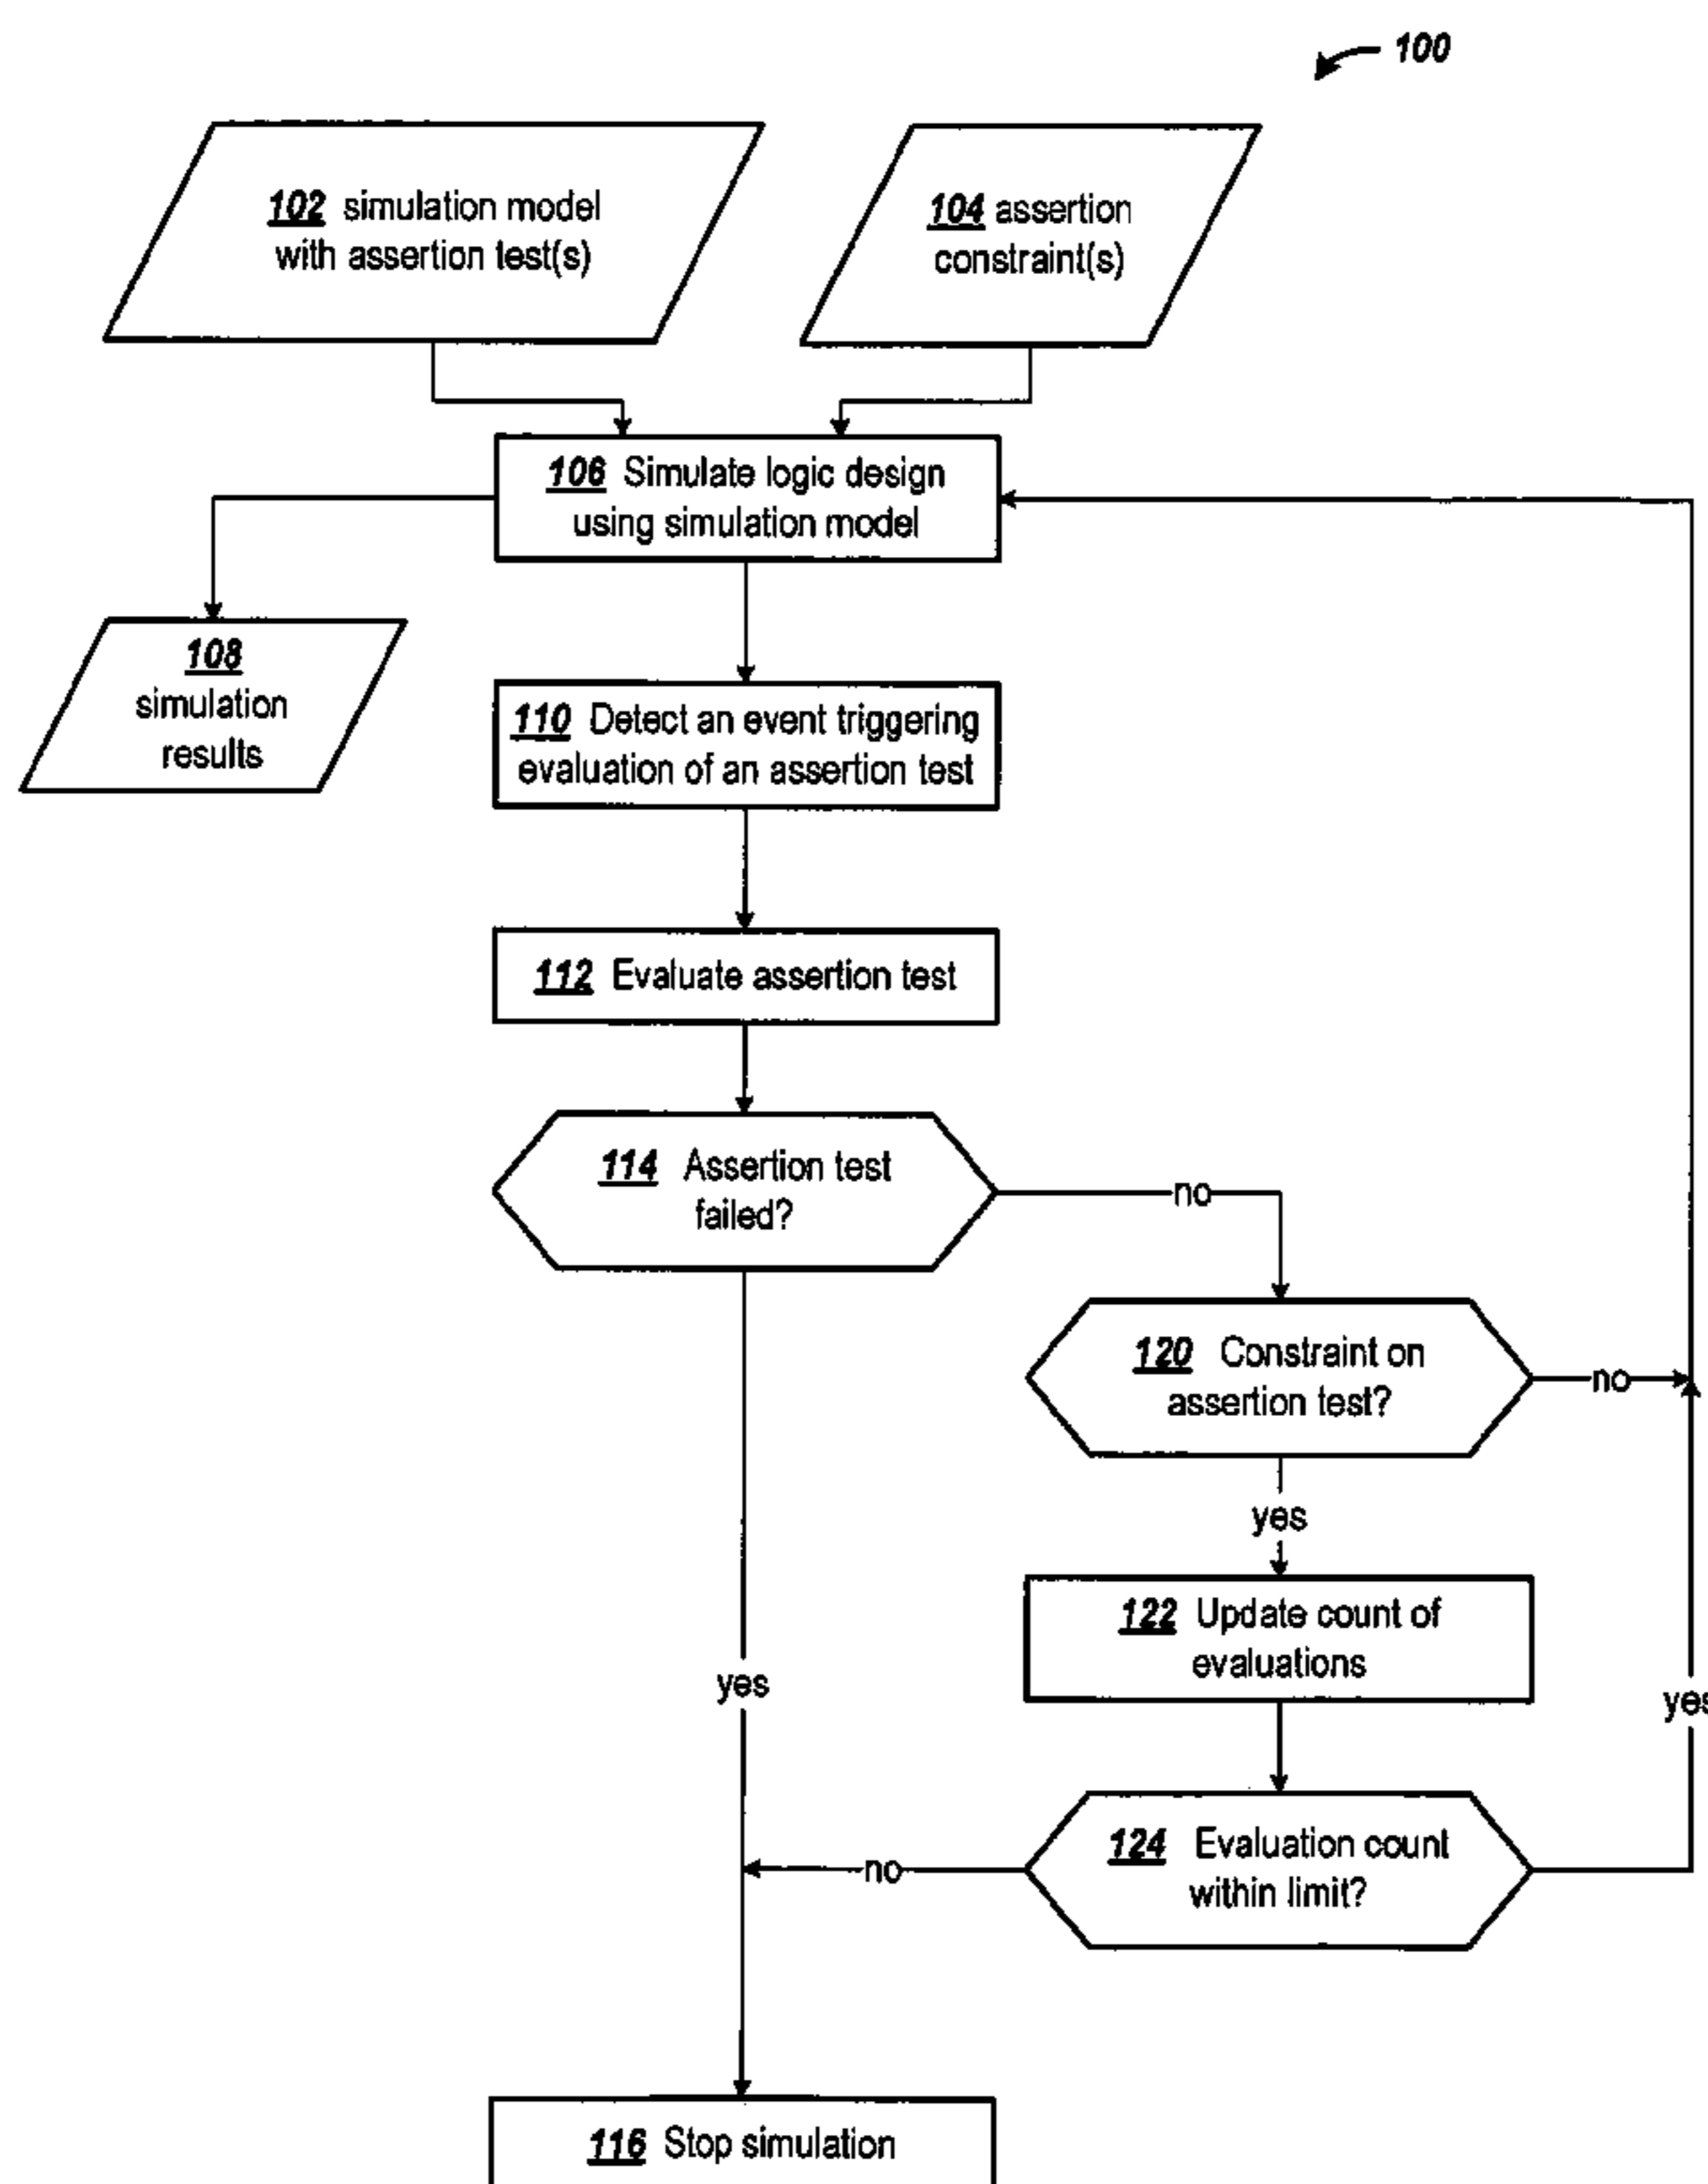 100
102 simulation model
with assertion test(s)
104 assertion
constraint(s)
106 Simulate logic design
using simulation model
108
simulation
results
110 Detect an event triggering
evaluation of an assertion test
112 Evaluate assertion test
114 Assertion test
failed?
no
120 Constraint on
assertion test?
no
yes
122 Update count of
evaluations
yes
yes
124 Evaluation count
within limit?
no
116 Stop simulation